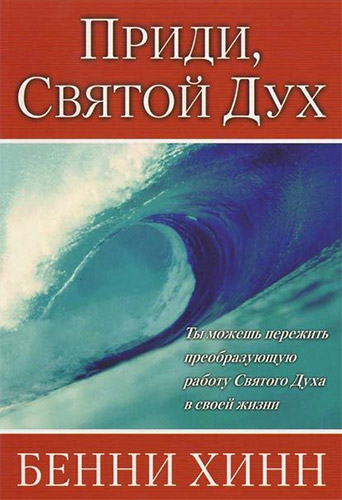 Приди,
Святой Дух
Ты можешь пережить
преобразующую
работу Святого Духа
в своей жизни
БЕННИ ХИНН